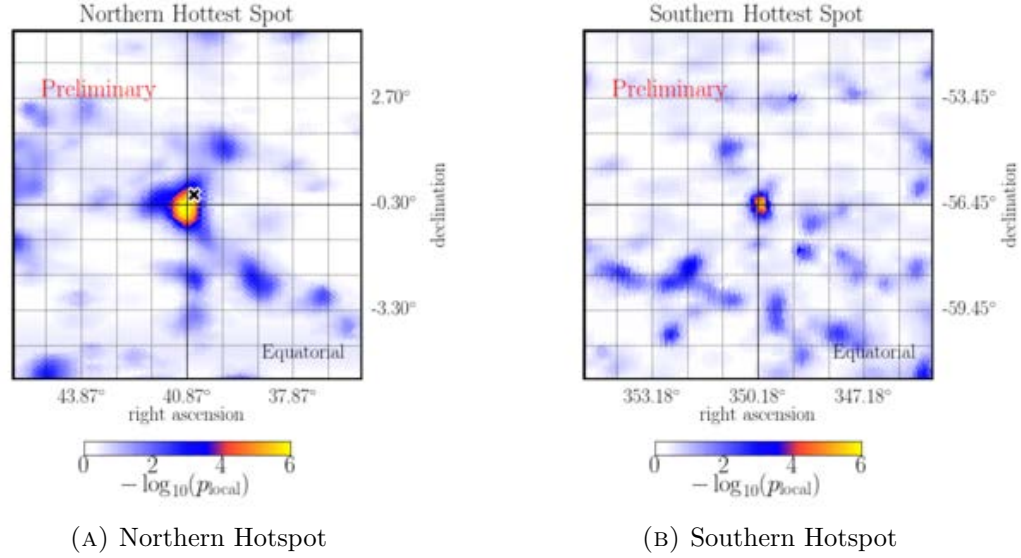 Northern Hottest Spot
Preliminary
2.70°
-0.30°
-3.30°
declination
Equatorial
43.87° 40.87° 37.87°
right ascension
0 2 4 6
− log₁₀(p_local)
(A) Northern Hotspot
Southern Hottest Spot
Preliminary
-53.45°
-56.45°
-59.45°
declination
Equatorial
353.18° 350.18° 347.18°
right ascension
0 2 4 6
− log₁₀(p_local)
(B) Southern Hotspot